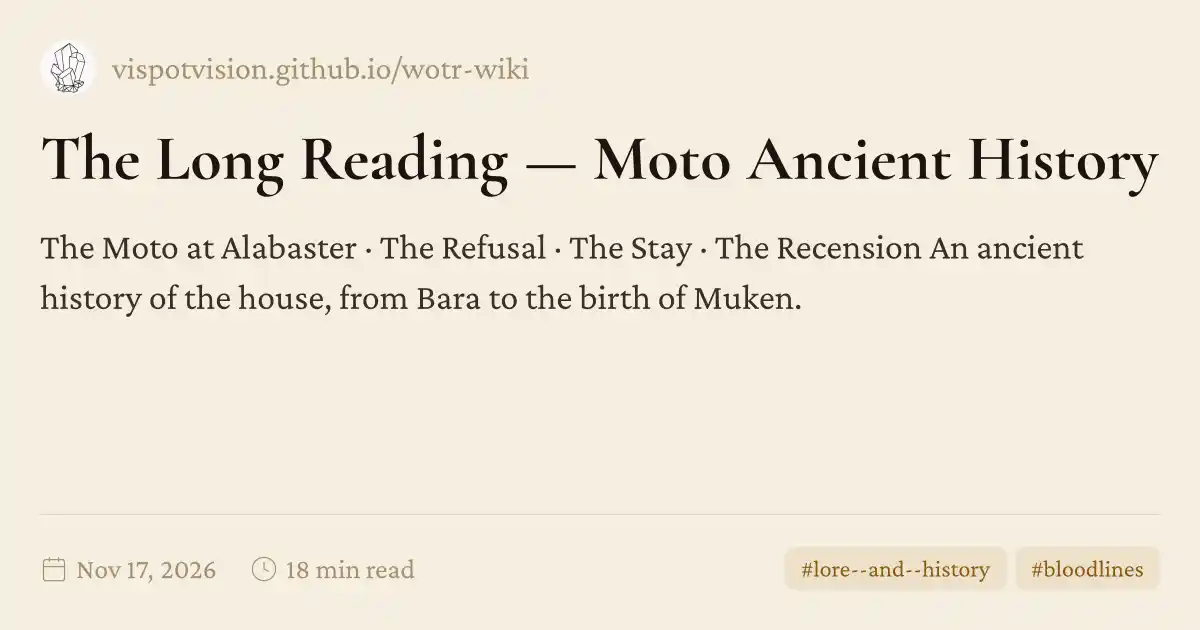 vispotvision.github.io/wotr-wiki
The Long Reading — Moto Ancient History
The Moto at Alabaster · The Refusal · The Stay · The Recension An ancient
history of the house, from Bara to the birth of Muken.
Nov 17, 2026
18 min read
#lore--and--history
#bloodlines